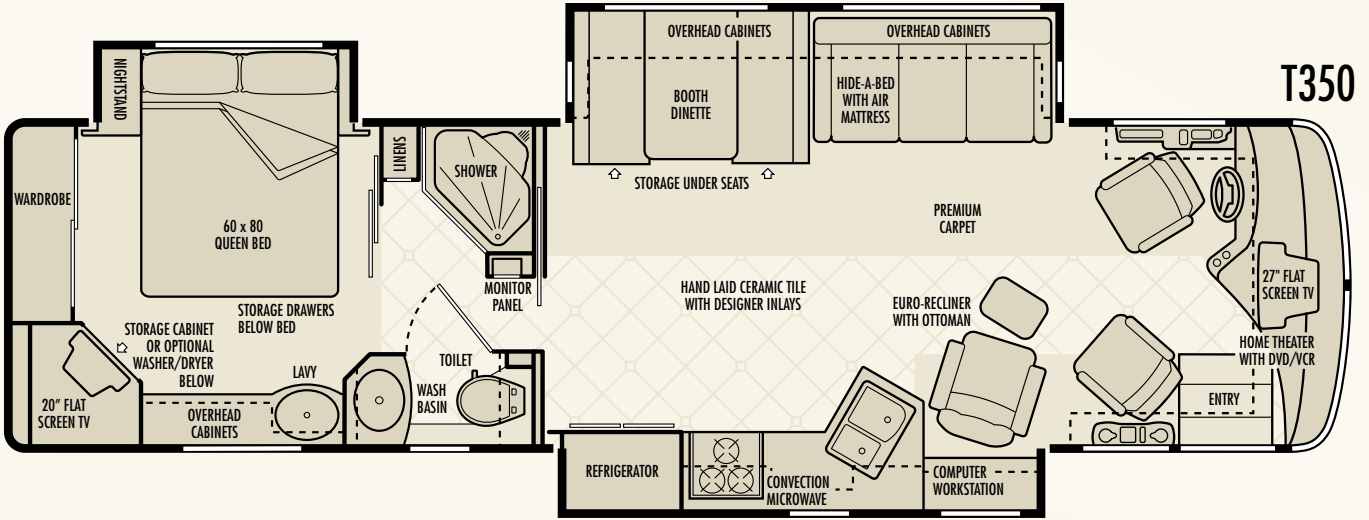 T350
OVERHEAD CABINETS
OVERHEAD CABINETS
NIGHTSTAND
BOOTH
DINETTE
HIDE-A-BED
WITH AIR
MATTRESS
LINENS
SHOWER
STORAGE UNDER SEATS
WARDROBE
60 x 80
QUEEN BED
PREMIUM
CARPET
MONITOR
PANEL
HAND LAID CERAMIC TILE
WITH DESIGNER INLAYS
27" FLAT
SCREEN TV
EURO-RECLINER
WITH OTTOMAN
STORAGE DRAWERS
BELOW BED
STORAGE CABINET
OR OPTIONAL
WASHER/DRYER
BELOW
HOME THEATER
WITH DVD/VCR
TOILET
LAVY
WASH
BASIN
ENTRY
20" FLAT
SCREEN TV
OVERHEAD
CABINETS
REFRIGERATOR
CONVECTION
MICROWAVE
COMPUTER
WORKSTATION